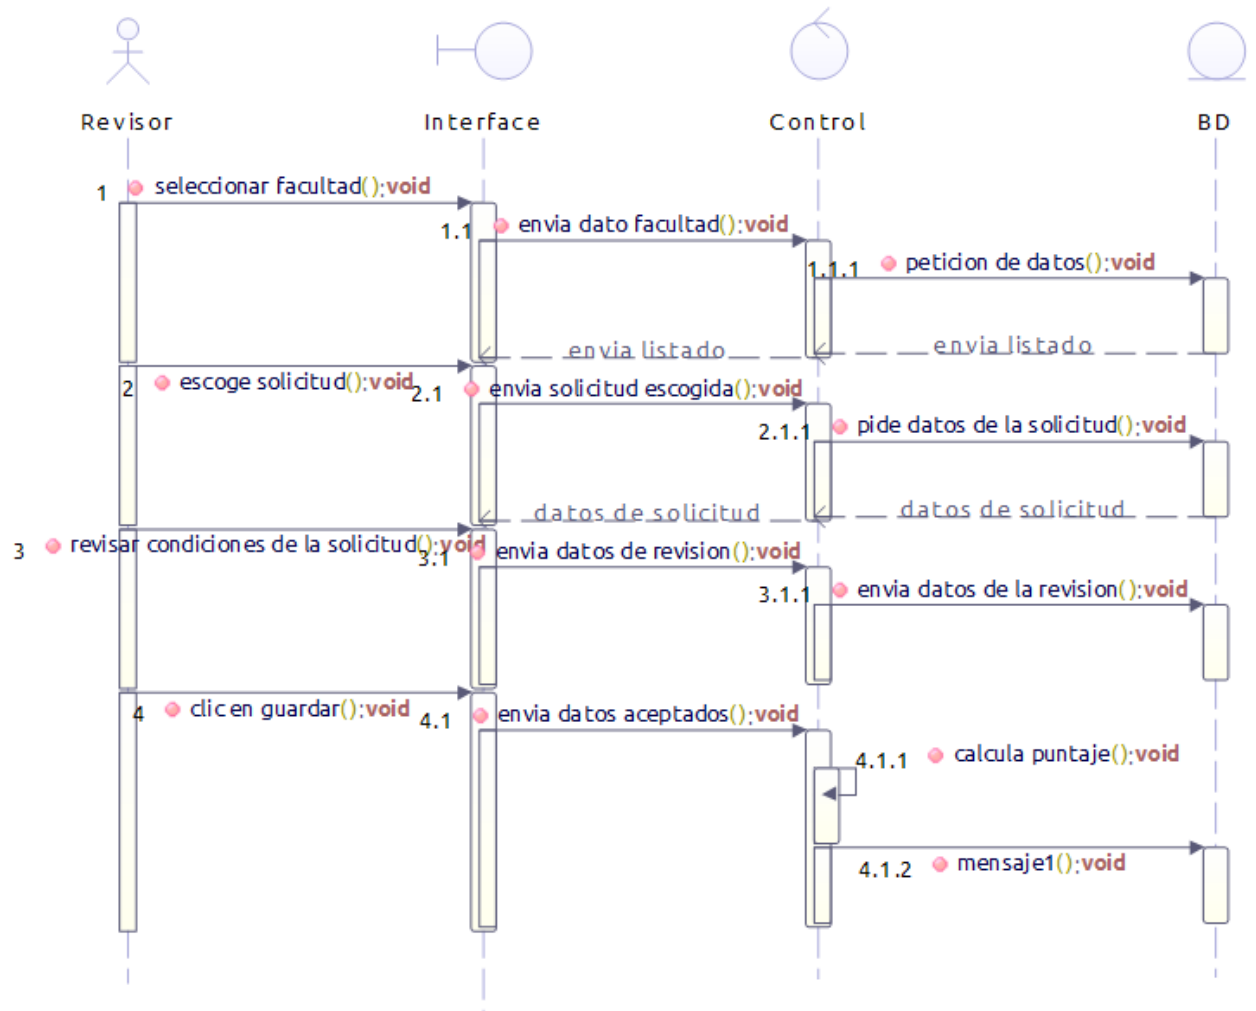 Revisor Interface Control BD
1 seleccionar facultad():void
1.1 envia dato facultad():void
1.1.1 peticion de datos():void
envia listado
envia listado
2 escoge solicitud():void
2.1 envia solicitud escogida():void
2.1.1 pide datos de la solicitud():void
datos de solicitud
datos de solicitud
3 revisar condiciones de la solicitud():void
3.1 envia datos de revision():void
3.1.1 envia datos de la revision():void
4 clic en guardar():void
4.1 envia datos aceptados():void
4.1.1 calcula puntaje():void
4.1.2 mensaje1():void